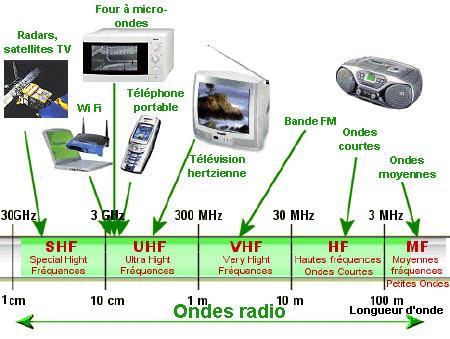 Four à micro-
ondes
Radars,
satellites TV
Wi Fi
Téléphone
portable
Télévision
hertzienne
Bande FM
Ondes
courtes
Ondes
moyennes
30GHz 3 GHz 300 MHz 30 MHz 3 MHz
SHF UHF VHF HF MF
Special Hight
Fréquences
Ultra Hight
Fréquences
Very Hight
Fréquences
Hautes fréquences
Ondes Courtes
Moyennes
fréquences
Petites Ondes
1 cm 10 cm 1 m 10 m 100 m
Ondes radio
Longueur d'onde